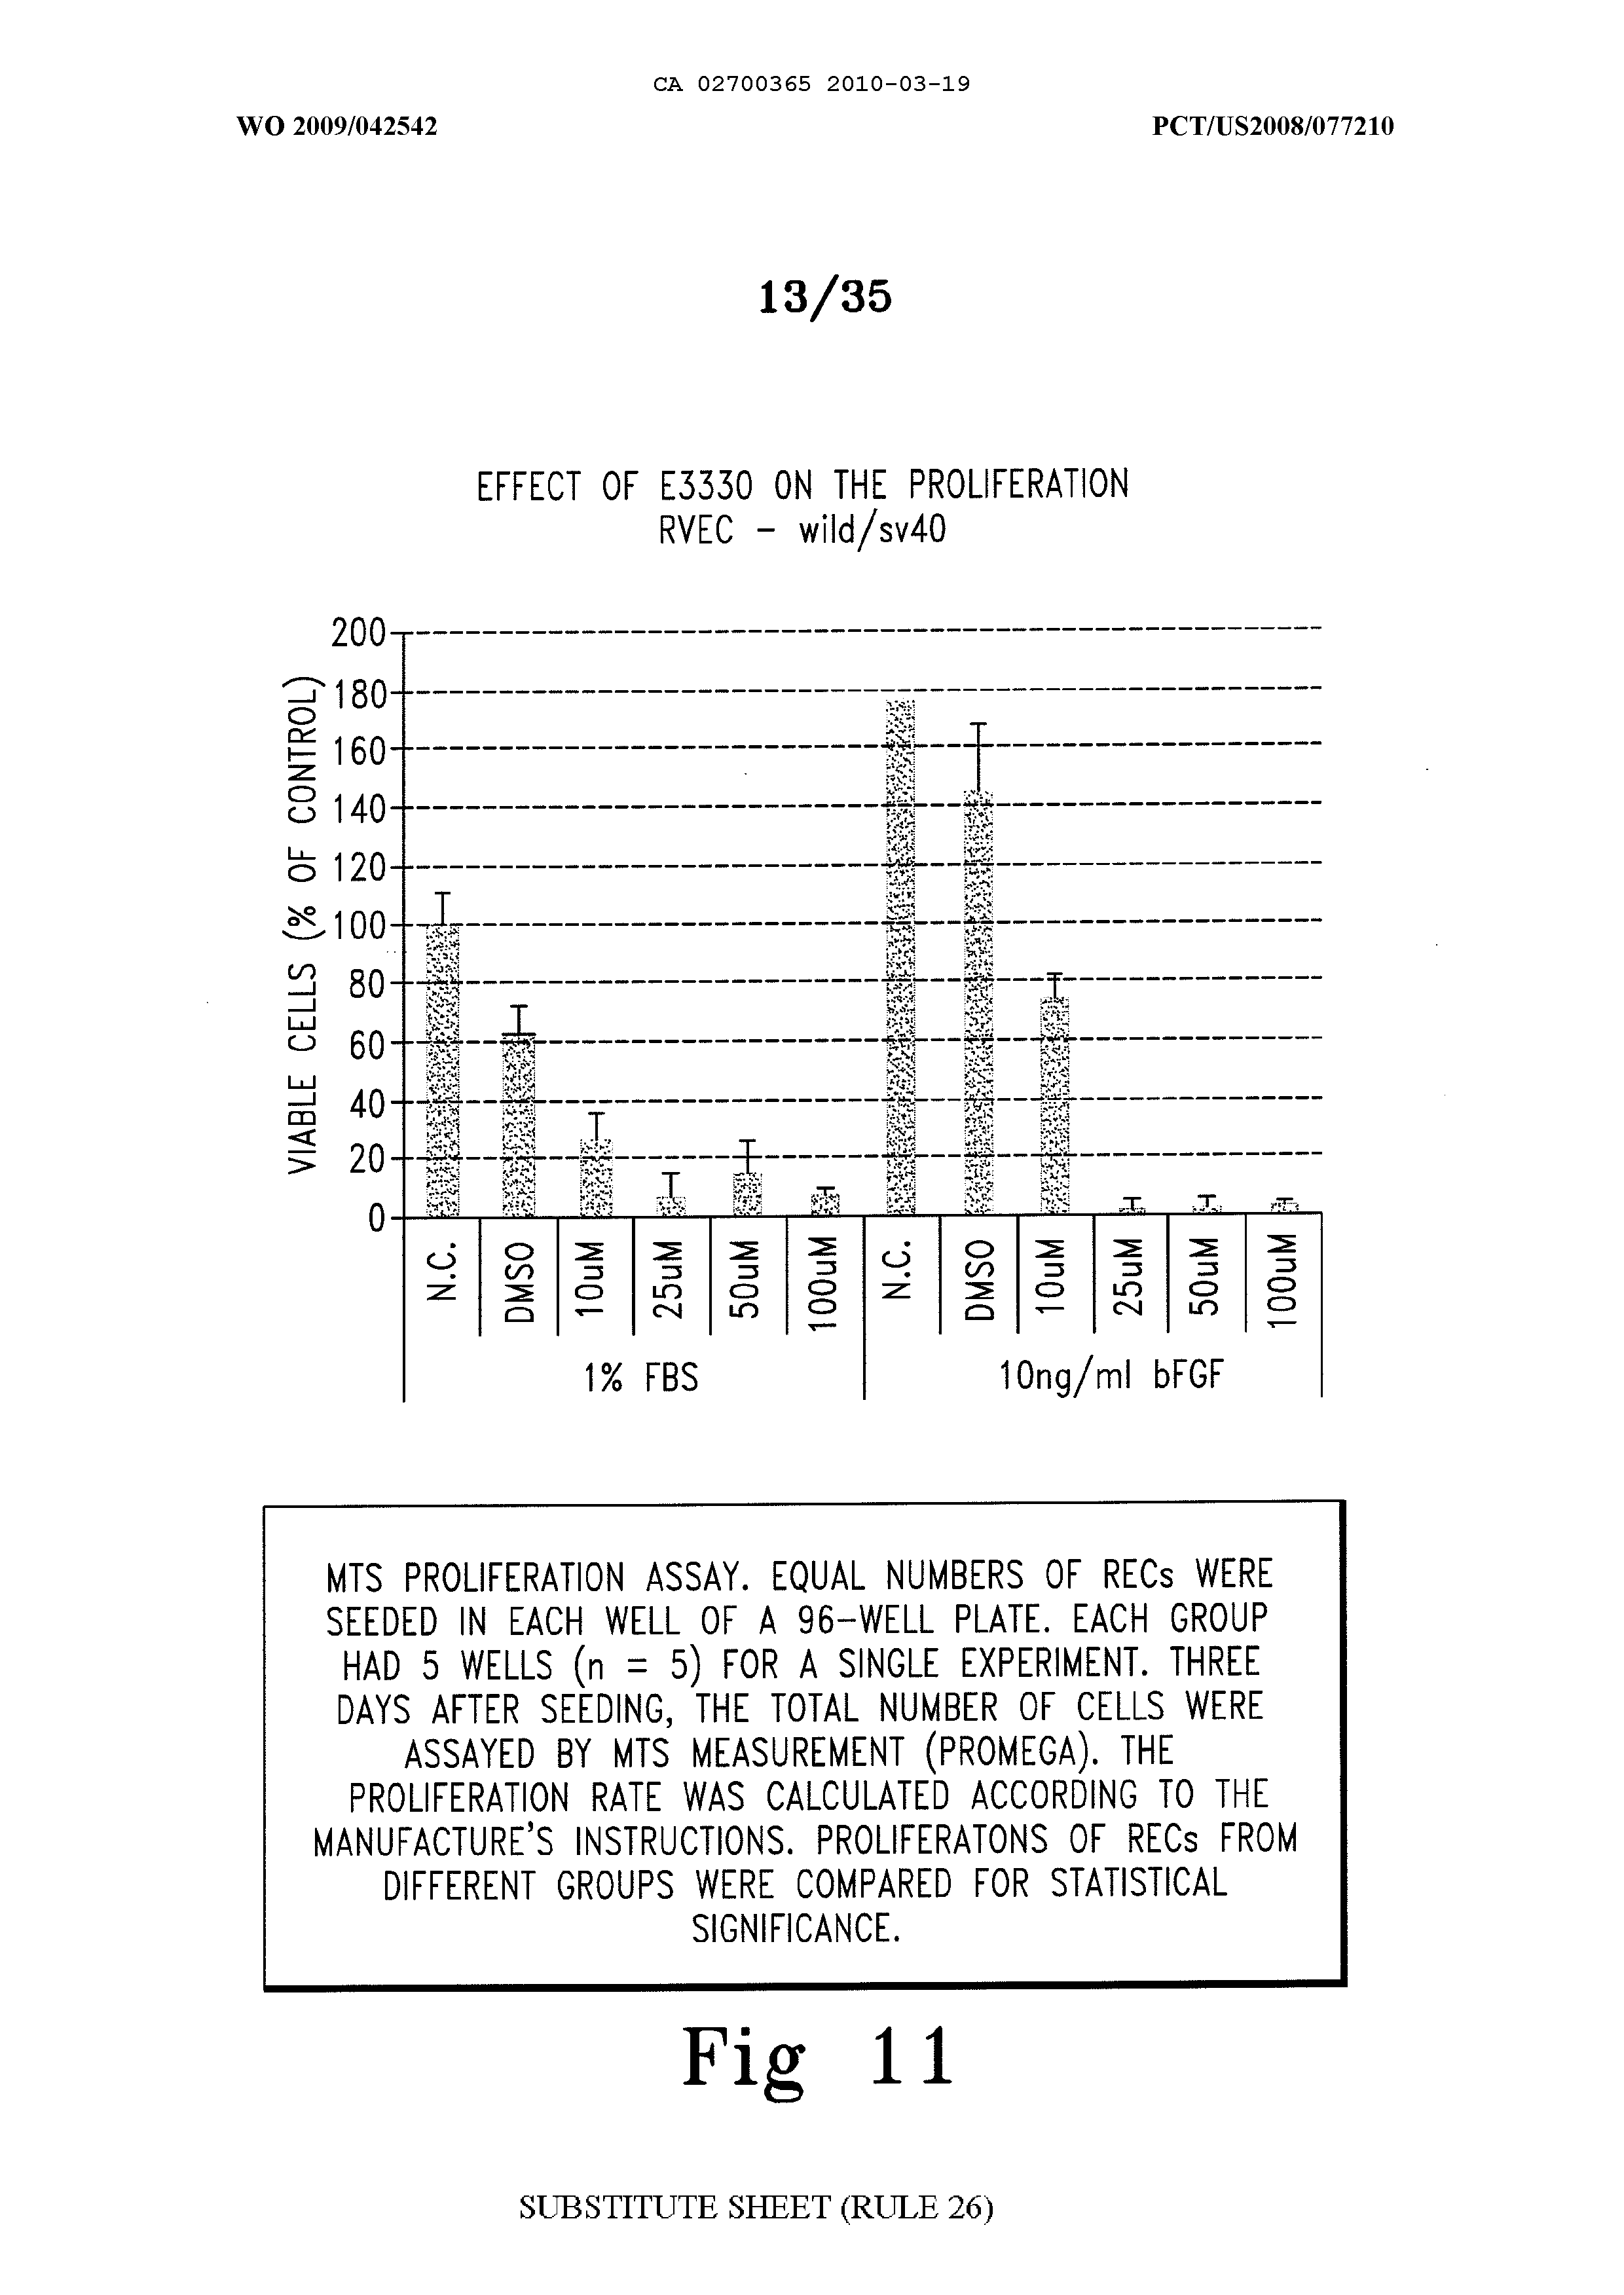 CA 02700365 2010-03-19
WO 2009/042542 PCT/US2008/077210
13/35
EFFECT OF E3330 ON THE PROLIFERATION
RVEC - wild/sv40
VIABLE CELLS (% OF CONTROL)
200
180
160
140
120
100
80
60
40
20
0
N.C. DMSO 10uM 25uM 50uM 100uM N.C. DMSO 10uM 25uM 50uM 100uM
1% FBS 10ng/ml bFGF
MTS PROLIFERATION ASSAY. EQUAL NUMBERS OF RECs WERE
SEEDED IN EACH WELL OF A 96-WELL PLATE. EACH GROUP
HAD 5 WELLS (n = 5) FOR A SINGLE EXPERIMENT. THREE
DAYS AFTER SEEDING, THE TOTAL NUMBER OF CELLS WERE
ASSAYED BY MTS MEASUREMENT (PROMEGA). THE
PROLIFERATION RATE WAS CALCULATED ACCORDING TO THE
MANUFACTURE'S INSTRUCTIONS. PROLIFERATONS OF RECs FROM
DIFFERENT GROUPS WERE COMPARED FOR STATISTICAL
SIGNIFICANCE.
Fig 11
SUBSTITUTE SHEET (RULE 26)